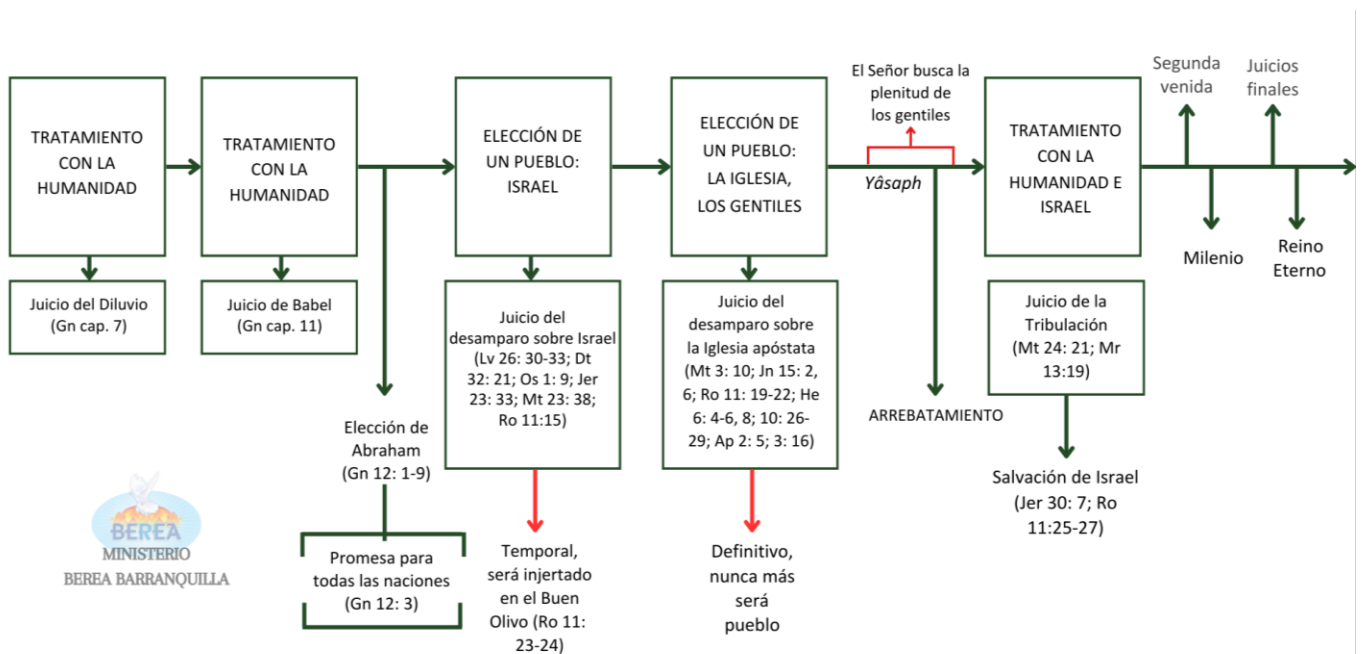 TRATAMIENTO
CON LA
HUMANIDAD
Juicio del Diluvio
(Gn cap. 7)
TRATAMIENTO
CON LA
HUMANIDAD
Juicio de Babel
(Gn cap. 11)
Elección de
Abraham
(Gn 12: 1-9)
Promesa para
todas las naciones
(Gn 12: 3)
ELECCIÓN DE
UN PUEBLO:
ISRAEL
Juicio del
desamparo sobre Israel
(Lv 26: 30-33; Dt
32: 21; Os 1: 9; Jer
23: 33; Mt 23: 38;
Ro 11:15)
Temporal,
será injertado
en el Buen
Olivo (Ro 11:
23-24)
ELECCIÓN DE
UN PUEBLO:
LA IGLESIA,
LOS GENTILES
Juicio del
desamparo sobre
la Iglesia apóstata
(Mt 3: 10; Jn 15: 2,
6; Ro 11: 19-22; He
6: 4-6, 8; 10: 26-
29; Ap 2: 5; 3: 16)
Definitivo,
nunca más
será
pueblo
El Señor busca la
plenitud de
los gentiles
Yâsaph
ARREBATAMIENTO
TRATAMIENTO
CON LA
HUMANIDAD E
ISRAEL
Juicio de la
Tribulación
(Mt 24: 21; Mr
13:19)
Salvación de Israel
(Jer 30: 7; Ro
11:25-27)
Segunda
venida
Milenio
Juicios
finales
Reino
Eterno
BEREA
MINISTERIO
BEREA BARRANQUILLA